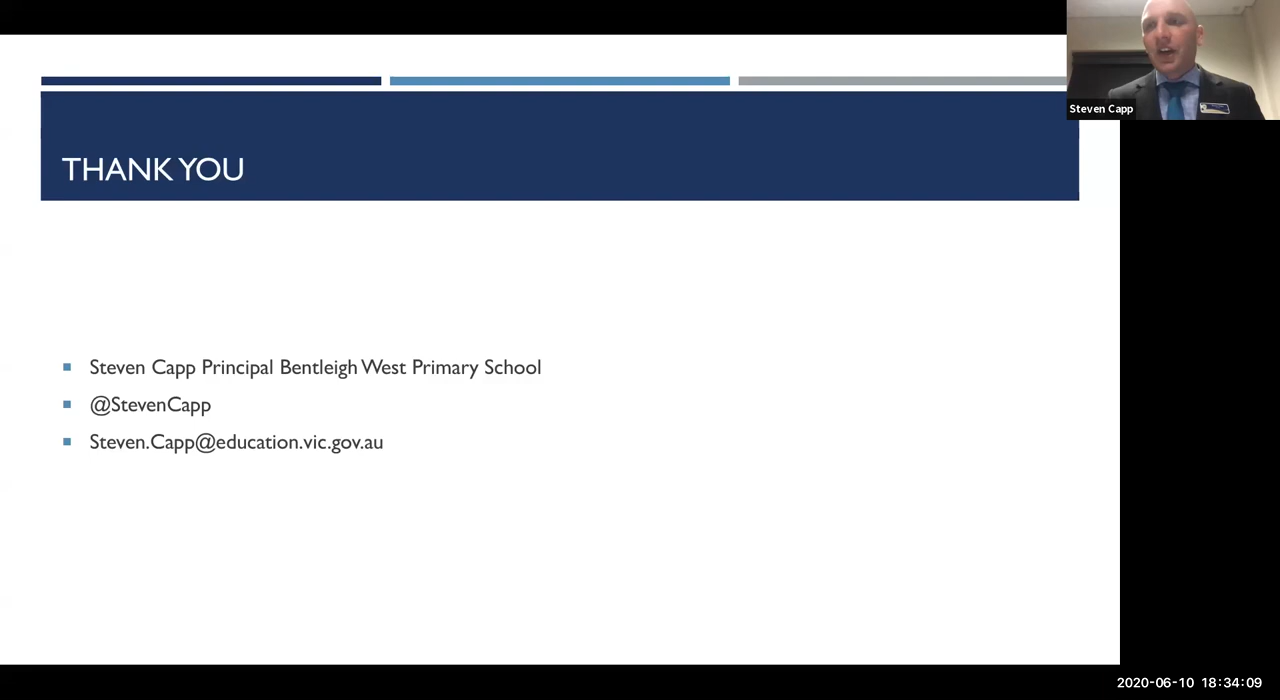 Steven Capp
THANK YOU
Steven Capp Principal Bentleigh West Primary School
@StevenCapp
Steven.Capp@education.vic.gov.au
2020-06-10 18:34:09